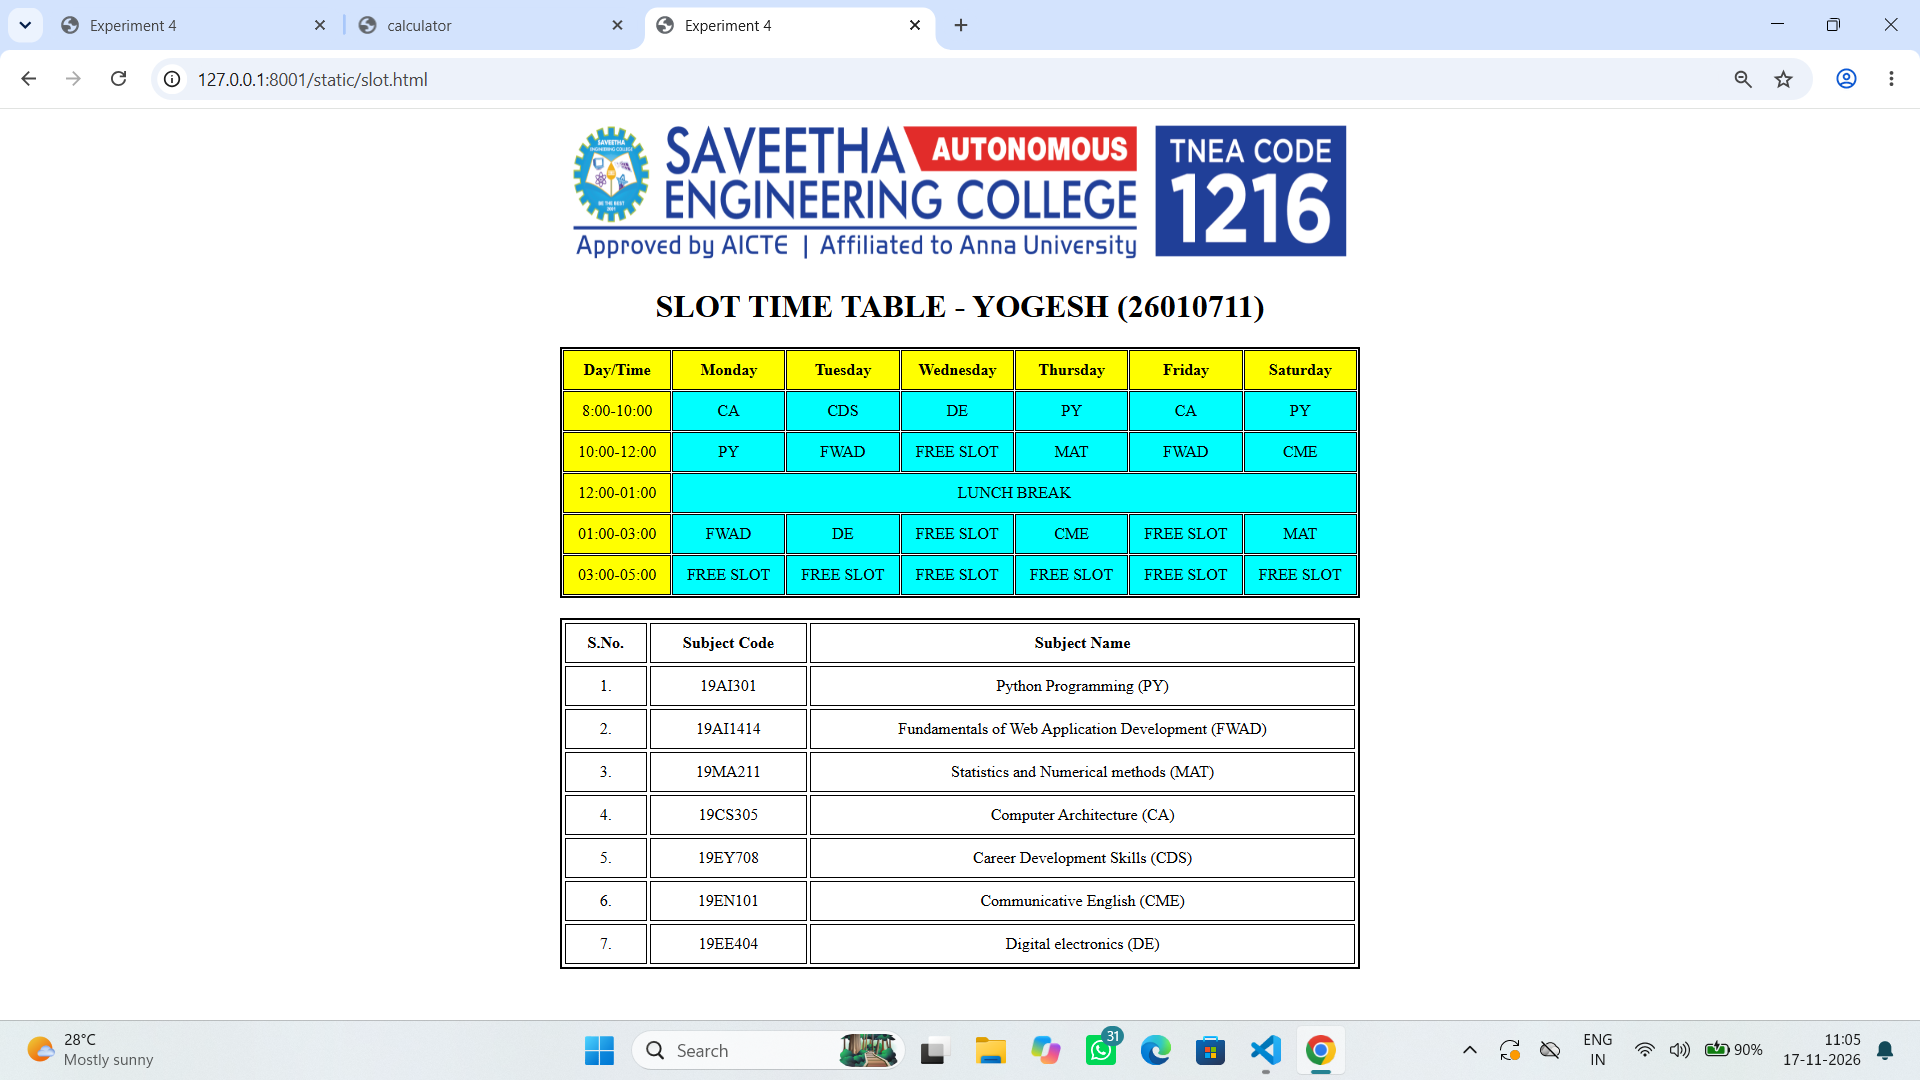 Experiment 4
calculator
Experiment 4
127.0.0.1:8001/static/slot.html
SAVEETHA
ENGINEERING COLLEGE
BE THE BEST
2001
SAVEETHA AUTONOMOUS
ENGINEERING COLLEGE
Approved by AICTE | Affiliated to Anna University
TNEA CODE
1216
SLOT TIME TABLE - YOGESH (26010711)
Day/Time Monday Tuesday Wednesday Thursday Friday Saturday
8:00-10:00 CA CDS DE PY CA PY
10:00-12:00 PY FWAD FREE SLOT MAT FWAD CME
12:00-01:00 LUNCH BREAK
01:00-03:00 FWAD DE FREE SLOT CME FREE SLOT MAT
03:00-05:00 FREE SLOT FREE SLOT FREE SLOT FREE SLOT FREE SLOT FREE SLOT
S.No. Subject Code Subject Name
1. 19AI301 Python Programming (PY)
2. 19AI1414 Fundamentals of Web Application Development (FWAD)
3. 19MA211 Statistics and Numerical methods (MAT)
4. 19CS305 Computer Architecture (CA)
5. 19EY708 Career Development Skills (CDS)
6. 19EN101 Communicative English (CME)
7. 19EE404 Digital electronics (DE)
28°C
Mostly sunny
Search
31
ENG
IN
90%
11:05
17-11-2026